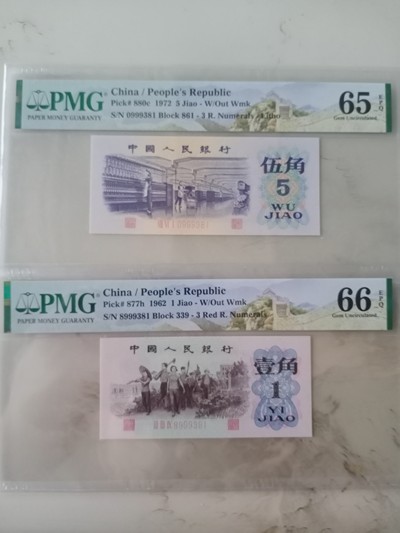 PMG
PAPER MONEY GUARANTY
China / People's Republic
Pick# 880c 1972 5 Jiao - W/Out Wmk
S/N 0999381 Block 861 - 3 R. Numerals - Litho
65 EPQ
Gem Uncirculated
中國人民銀行
伍角
5
WU
JIAO
PMG
PAPER MONEY GUARANTY
China / People's Republic
Pick# 877h 1962 1 Jiao - W/Out Wmk
S/N 8999381 Block 339 - 3 Red R. Numerals
66 EPQ
Gem Uncirculated
中國人民銀行
壹角
1
YI
JIAO
8999381